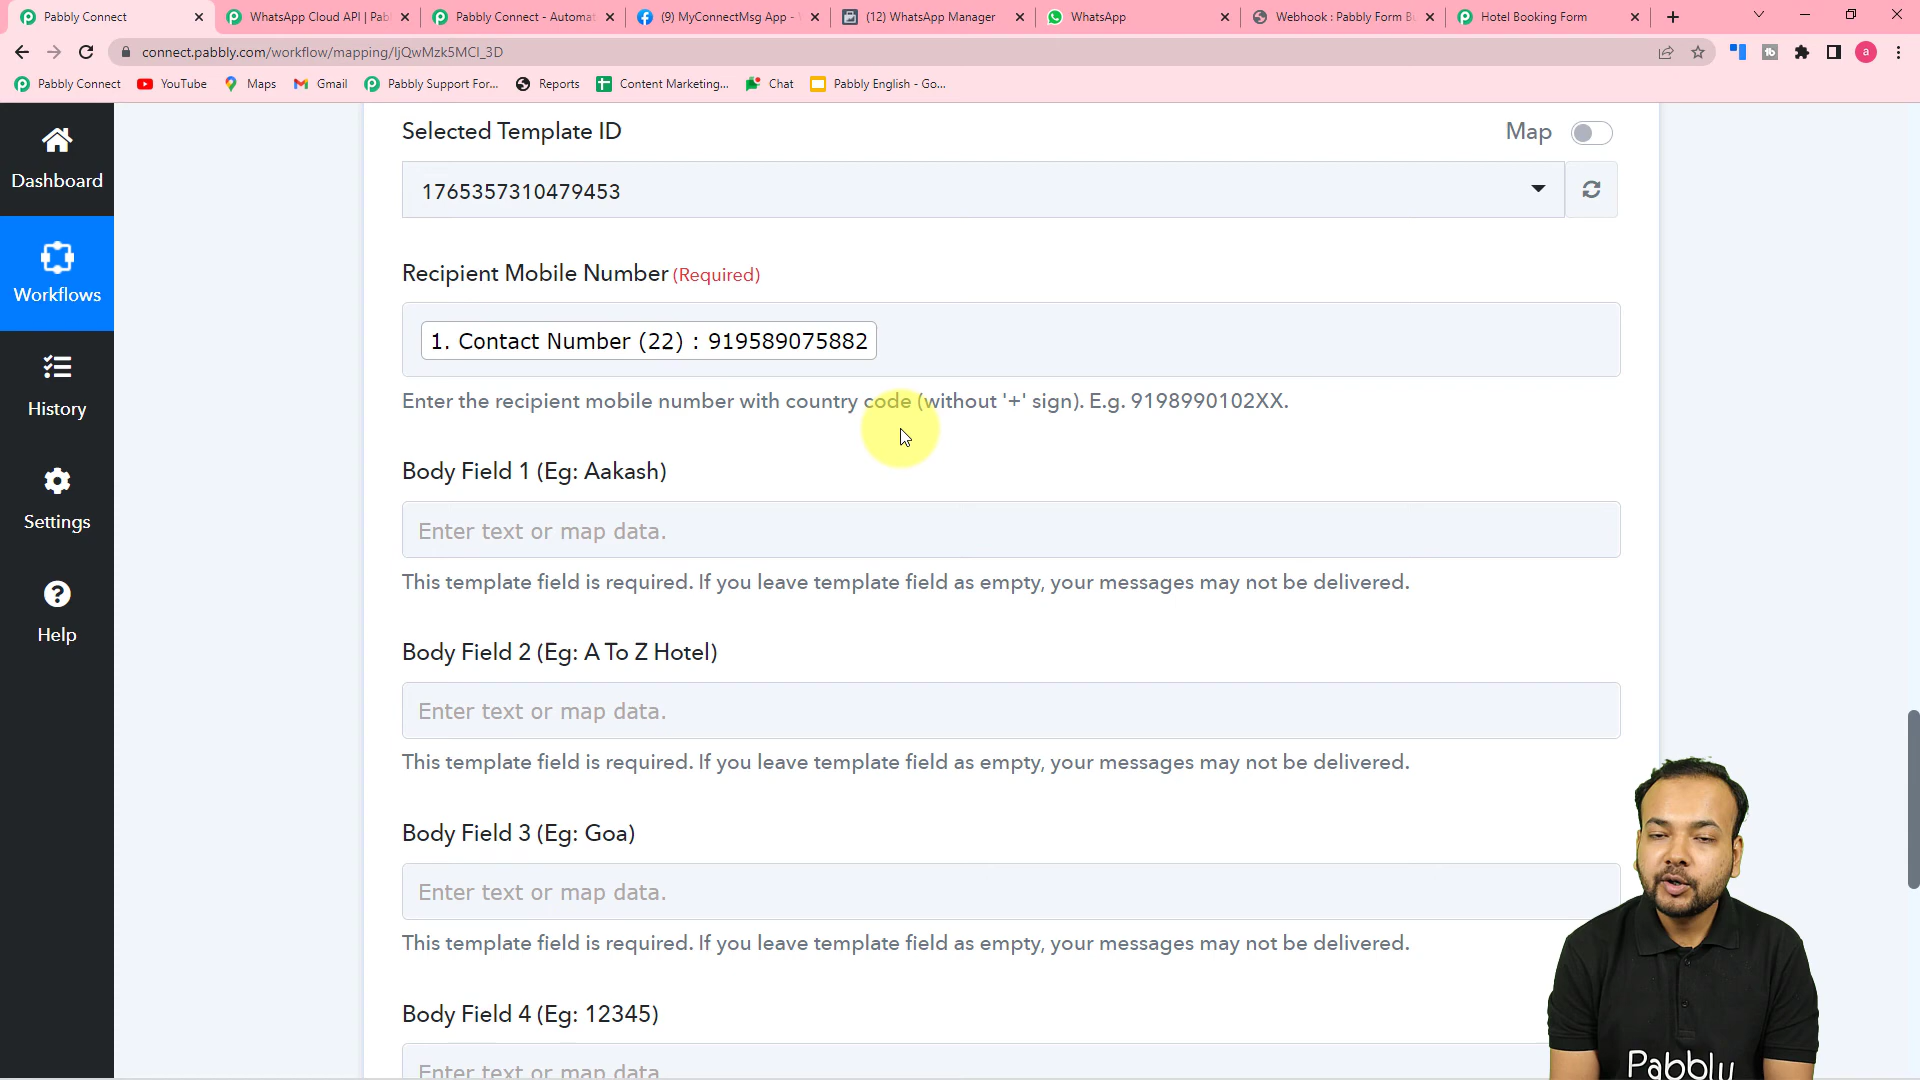 Pabbly Connect
WhatsApp Cloud API | Pab
Pabbly Connect - Automat
(9) MyConnectMsg App -
(12) WhatsApp Manager
WhatsApp
Webhook : Pabbly Form B
Hotel Booking Form
connect.pabbly.com/workflow/mapping/IjQwMzk5MCI_3D
Pabbly Connect
YouTube
Maps
Gmail
Pabbly Support For...
Reports
Content Marketing...
Chat
Pabbly English - Go...
Dashboard
Workflows
History
Settings
Help
Selected Template ID
Map
1765357310479453
Recipient Mobile Number (Required)
1. Contact Number (22) : 919589075882
Enter the recipient mobile number with country code (without '+' sign). E.g. 9198990102XX.
Body Field 1 (Eg: Aakash)
Enter text or map data.
This template field is required. If you leave template field as empty, your messages may not be delivered.
Body Field 2 (Eg: A To Z Hotel)
Enter text or map data.
This template field is required. If you leave template field as empty, your messages may not be delivered.
Body Field 3 (Eg: Goa)
Enter text or map data.
This template field is required. If you leave template field as empty, your messages may not be delivered.
Body Field 4 (Eg: 12345)
Enter text or map data.
Pabbly